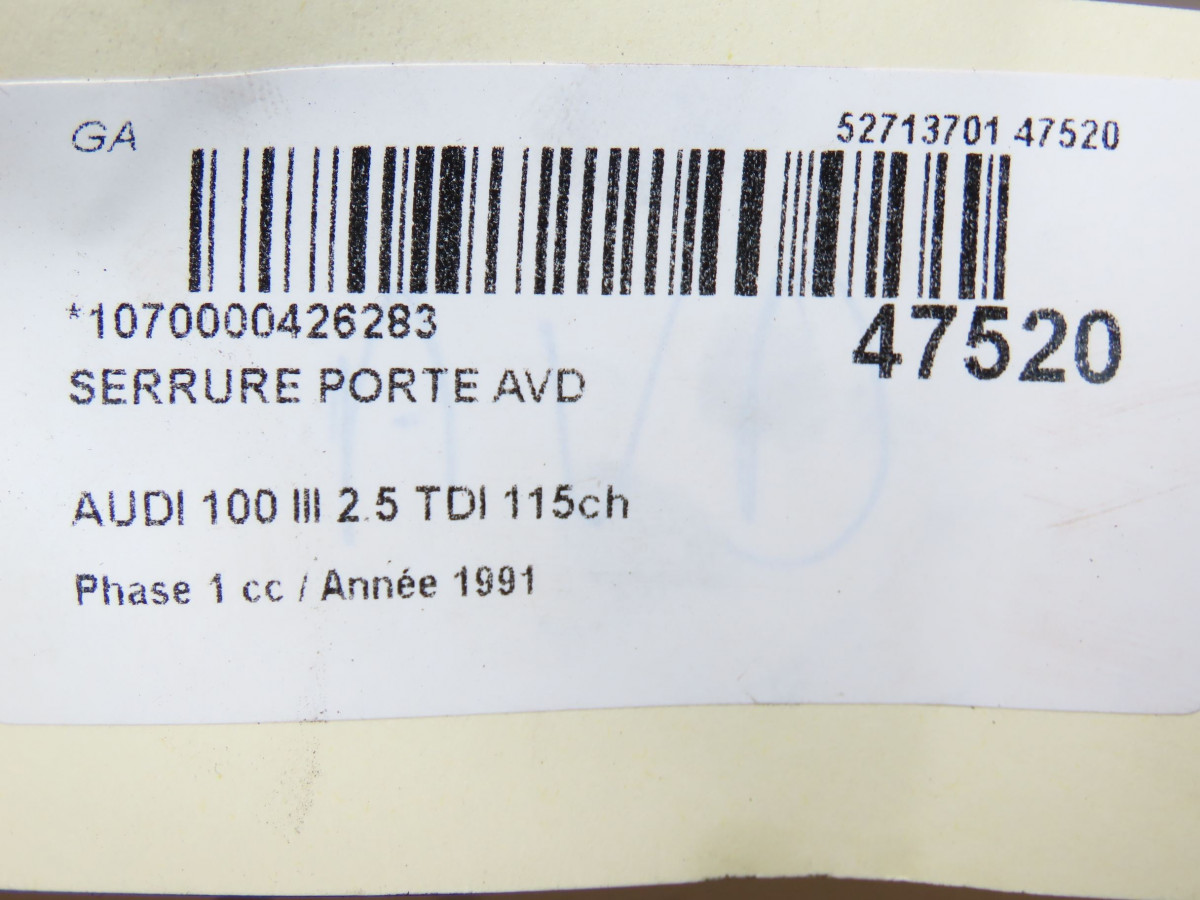 GA
52713701 47520
*1070000426283
47520
SERRURE PORTE AVD
AUDI 100 III 2.5 TDI 115ch
Phase 1 cc / Année 1991
AVD